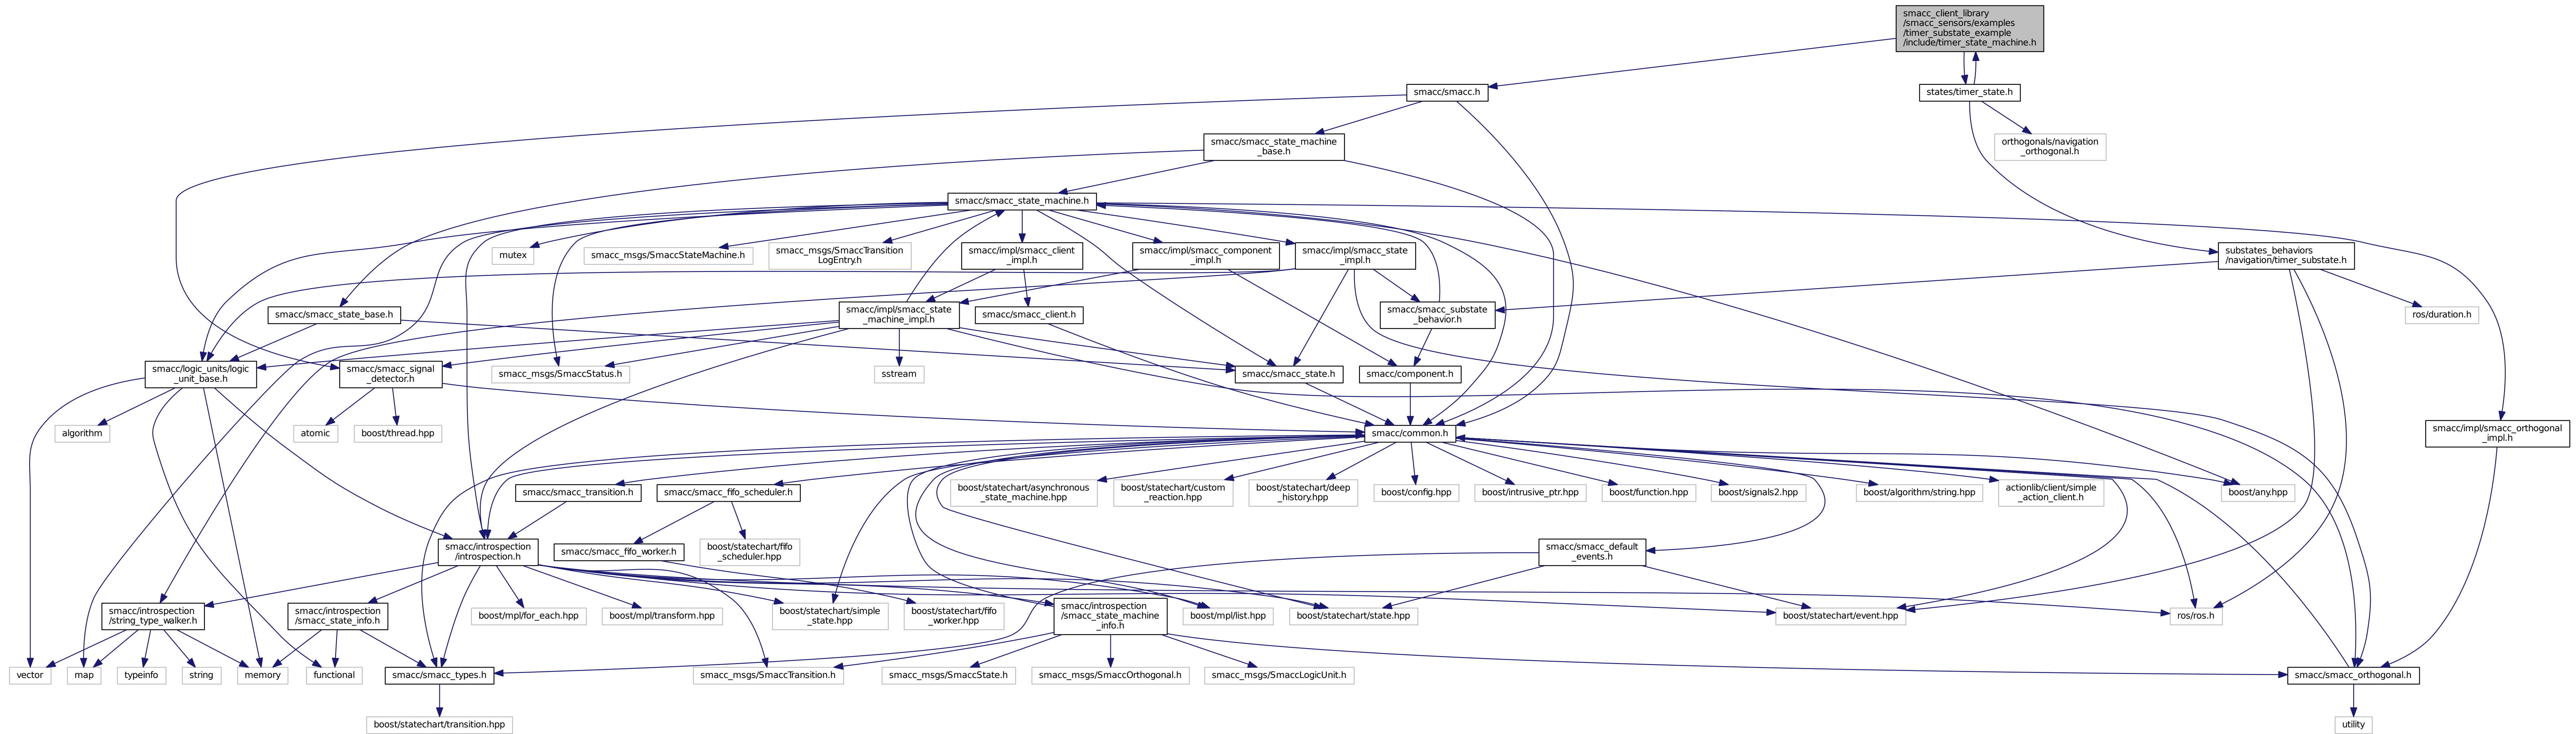 smacc_client_library
/smacc_sensors/examples
/timer_substate_example
/include/timer_state_machine.h
smacc/smacc.h
states/timer_state.h
smacc/smacc_state_machine
_base.h
orthogonals/navigation
_orthogonal.h
smacc/smacc_state_machine.h
mutex
smacc_msgs/SmaccStateMachine.h
smacc_msgs/SmaccTransition
LogEntry.h
smacc/impl/smacc_client
_impl.h
smacc/impl/smacc_component
_impl.h
smacc/impl/smacc_state
_impl.h
substates_behaviors
/navigation/timer_substate.h
smacc/smacc_state_base.h
smacc/impl/smacc_state
_machine_impl.h
smacc/smacc_client.h
smacc/smacc_substate
_behavior.h
ros/duration.h
smacc/logic_units/logic
_unit_base.h
smacc/smacc_signal
_detector.h
smacc_msgs/SmaccStatus.h
sstream
smacc/smacc_state.h
smacc/component.h
algorithm
atomic
boost/thread.hpp
smacc/common.h
smacc/impl/smacc_orthogonal
_impl.h
smacc/smacc_transition.h
smacc/smacc_fifo_scheduler.h
boost/statechart/asynchronous
_state_machine.hpp
boost/statechart/custom
_reaction.hpp
boost/statechart/deep
_history.hpp
boost/config.hpp
boost/intrusive_ptr.hpp
boost/function.hpp
boost/signals2.hpp
boost/algorithm/string.hpp
actionlib/client/simple
_action_client.h
boost/any.hpp
smacc/introspection
/introspection.h
smacc/smacc_fifo_worker.h
boost/statechart/fifo
_scheduler.hpp
smacc/smacc_default
_events.h
smacc/introspection
/string_type_walker.h
smacc/introspection
/smacc_state_info.h
boost/mpl/for_each.hpp
boost/mpl/transform.hpp
boost/statechart/simple
_state.hpp
boost/statechart/fifo
_worker.hpp
smacc/introspection
/smacc_state_machine
_info.h
boost/mpl/list.hpp
boost/statechart/state.hpp
boost/statechart/event.hpp
ros/ros.h
vector
map
typeinfo
string
memory
functional
smacc/smacc_types.h
smacc_msgs/SmaccTransition.h
smacc_msgs/SmaccState.h
smacc_msgs/SmaccOrthogonal.h
smacc_msgs/SmaccLogicUnit.h
smacc/smacc_orthogonal.h
boost/statechart/transition.hpp
utility